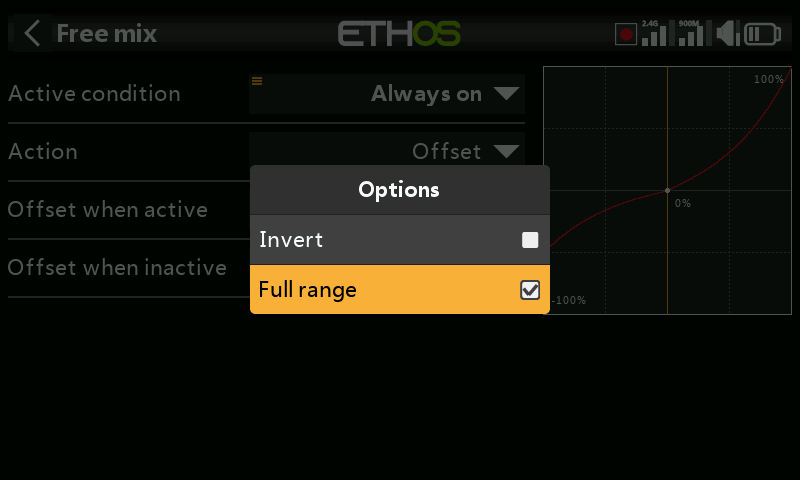 Free mix
ETHOS
2.4G
900M
Active condition
Always on
100%
Action
Offset
Options
0%
Offset when active
Invert
Offset when inactive
Full range
-100%